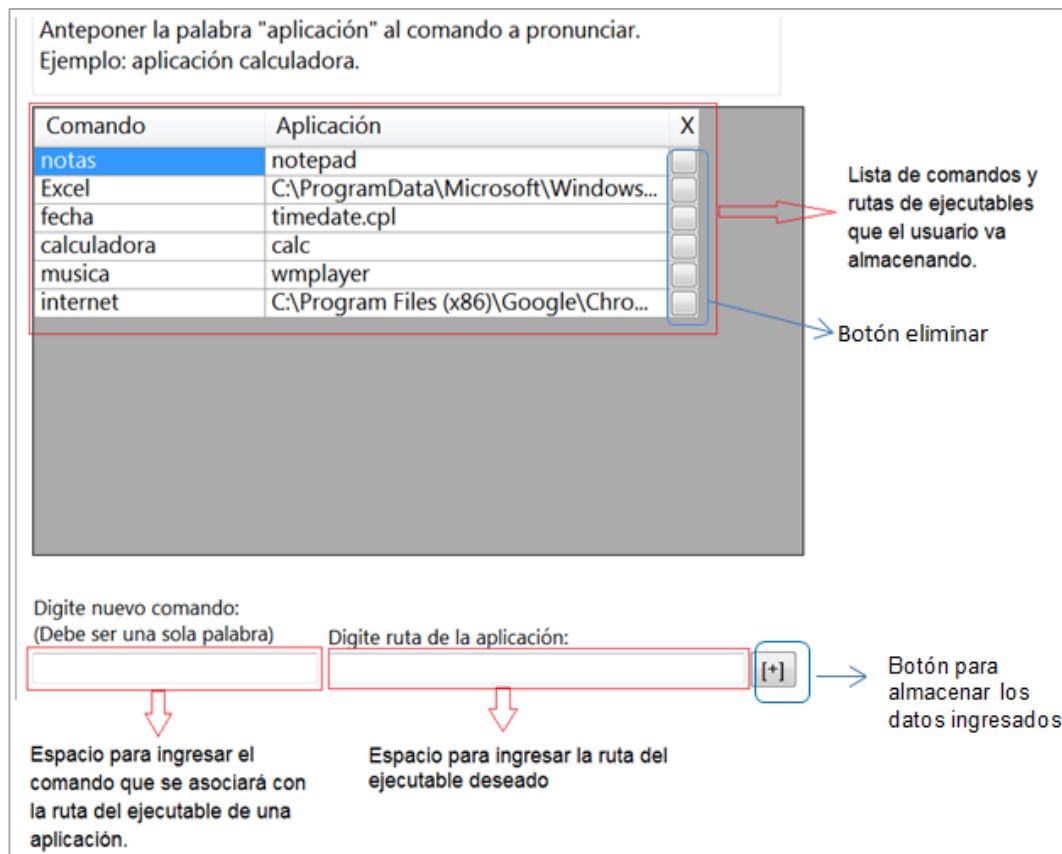 Anteponer la palabra "aplicación" al comando a pronunciar.
Ejemplo: aplicación calculadora.
Comando Aplicación X
notas notepad
Excel C:\ProgramData\Microsoft\Windows...
fecha timedate.cpl
calculadora calc
musica wmplayer
internet C:\Program Files (x86)\Google\Chro...
Lista de comandos y
rutas de ejecutables
que el usuario va
almacenando.
Botón eliminar
Digite nuevo comando:
(Debe ser una sola palabra)
Digite ruta de la aplicación:
[+]
Botón para
almacenar los
datos ingresados
Espacio para ingresar el
comando que se asociará con
la ruta del ejecutable de una
aplicación.
Espacio para ingresar la ruta del
ejecutable deseado